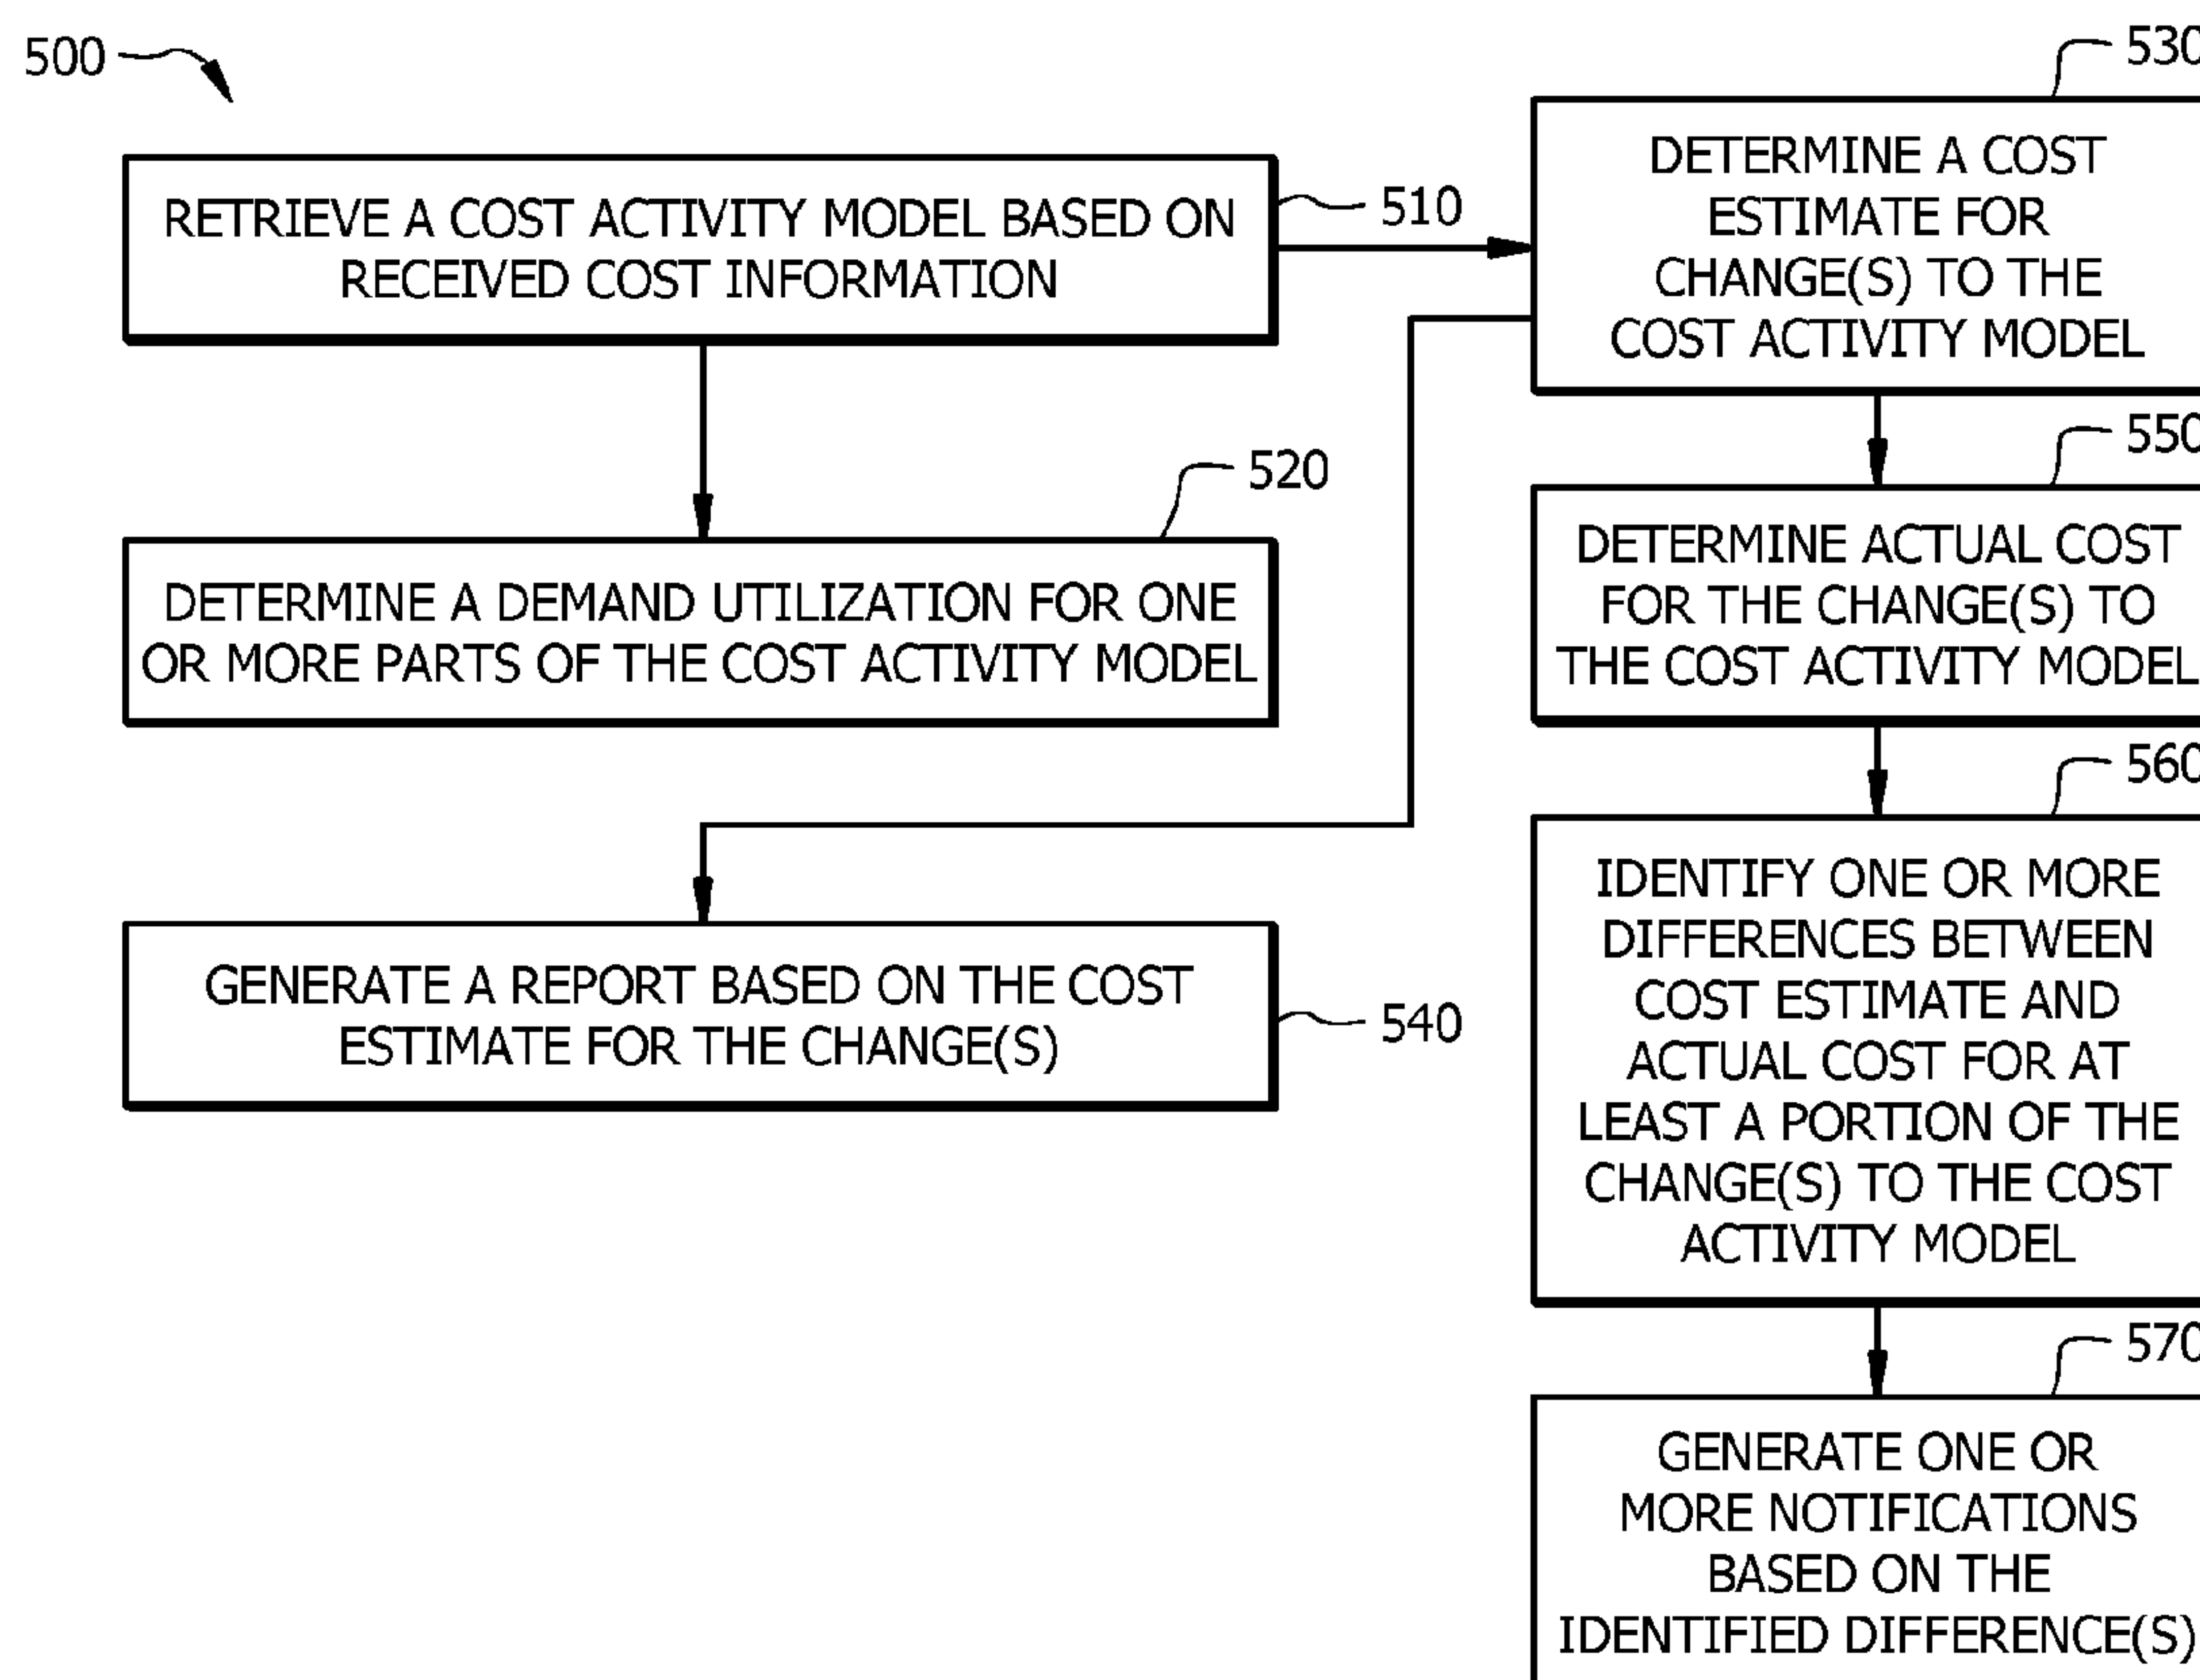 500
RETRIEVE A COST ACTIVITY MODEL BASED ON
RECEIVED COST INFORMATION
510
DETERMINE A DEMAND UTILIZATION FOR ONE
OR MORE PARTS OF THE COST ACTIVITY MODEL
520
530
DETERMINE A COST
ESTIMATE FOR
CHANGE(S) TO THE
COST ACTIVITY MODEL
GENERATE A REPORT BASED ON THE COST
ESTIMATE FOR THE CHANGE(S)
540
550
DETERMINE ACTUAL COST
FOR THE CHANGE(S) TO
THE COST ACTIVITY MODEL
560
IDENTIFY ONE OR MORE
DIFFERENCES BETWEEN
COST ESTIMATE AND
ACTUAL COST FOR AT
LEAST A PORTION OF THE
CHANGE(S) TO THE COST
ACTIVITY MODEL
570
GENERATE ONE OR
MORE NOTIFICATIONS
BASED ON THE
IDENTIFIED DIFFERENCE(S)